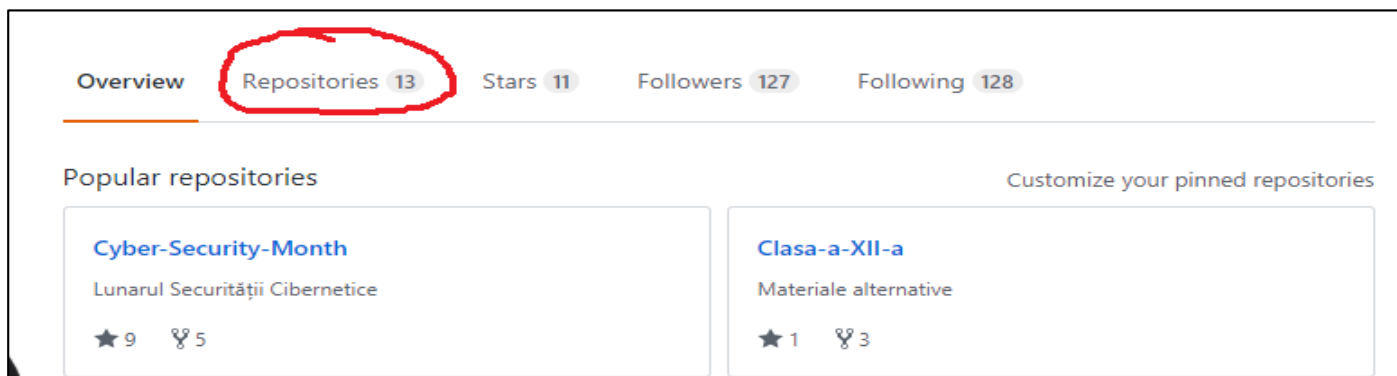 Overview Repositories 13 Stars 11 Followers 127 Following 128
Popular repositories Customize your pinned repositories
Cyber-Security-Month
Lunarul Securității Cibernetice
9 5
Clasa-a-XII-a
Materiale alternative
1 3